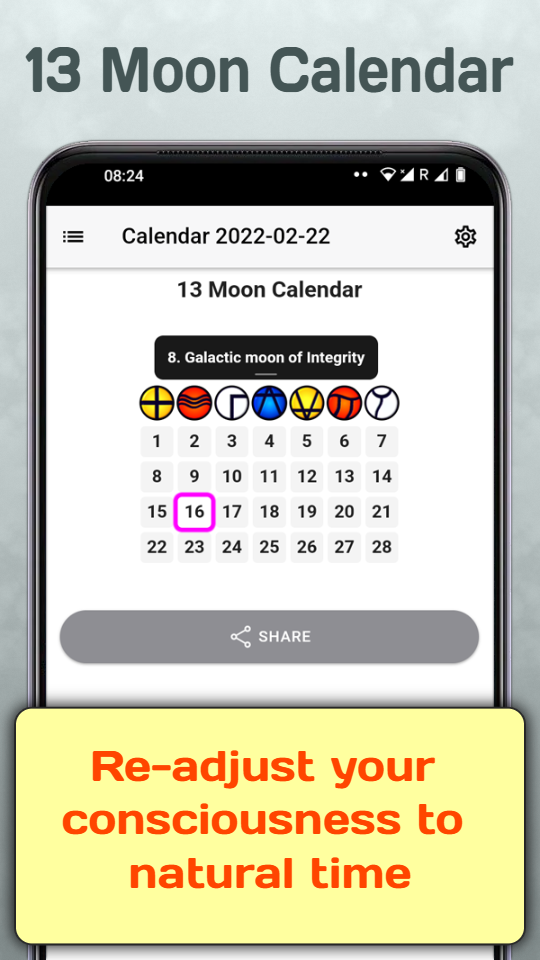 13 Moon Calendar
08:24
R
Calendar 2022-02-22
13 Moon Calendar
8. Galactic moon of Integrity
1 2 3 4 5 6 7
8 9 10 11 12 13 14
15 16 17 18 19 20 21
22 23 24 25 26 27 28
SHARE
Re-adjust your
consciousness to
natural time